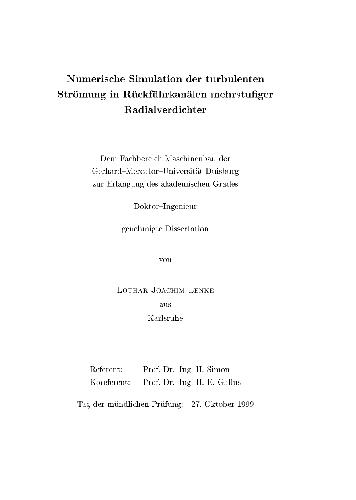 Numerische Simulation der turbulenten
Strömung in Rückführkanälen mehrstufiger
Radialverdichter
Dem Fachbereich Maschinenbau der
Gerhard–Mercator–Universität Duisburg
zur Erlangung des akademischen Grades
Doktor–Ingenieur
genehmigte Dissertation
von
Lothar Joachim Lenke
aus
Karlsruhe
Referent: Prof. Dr.–Ing. H. Simon
Korreferent: Prof. Dr.–Ing. H. E. Gallus
Tag der mündlichen Prüfung: 27. Oktober 1999